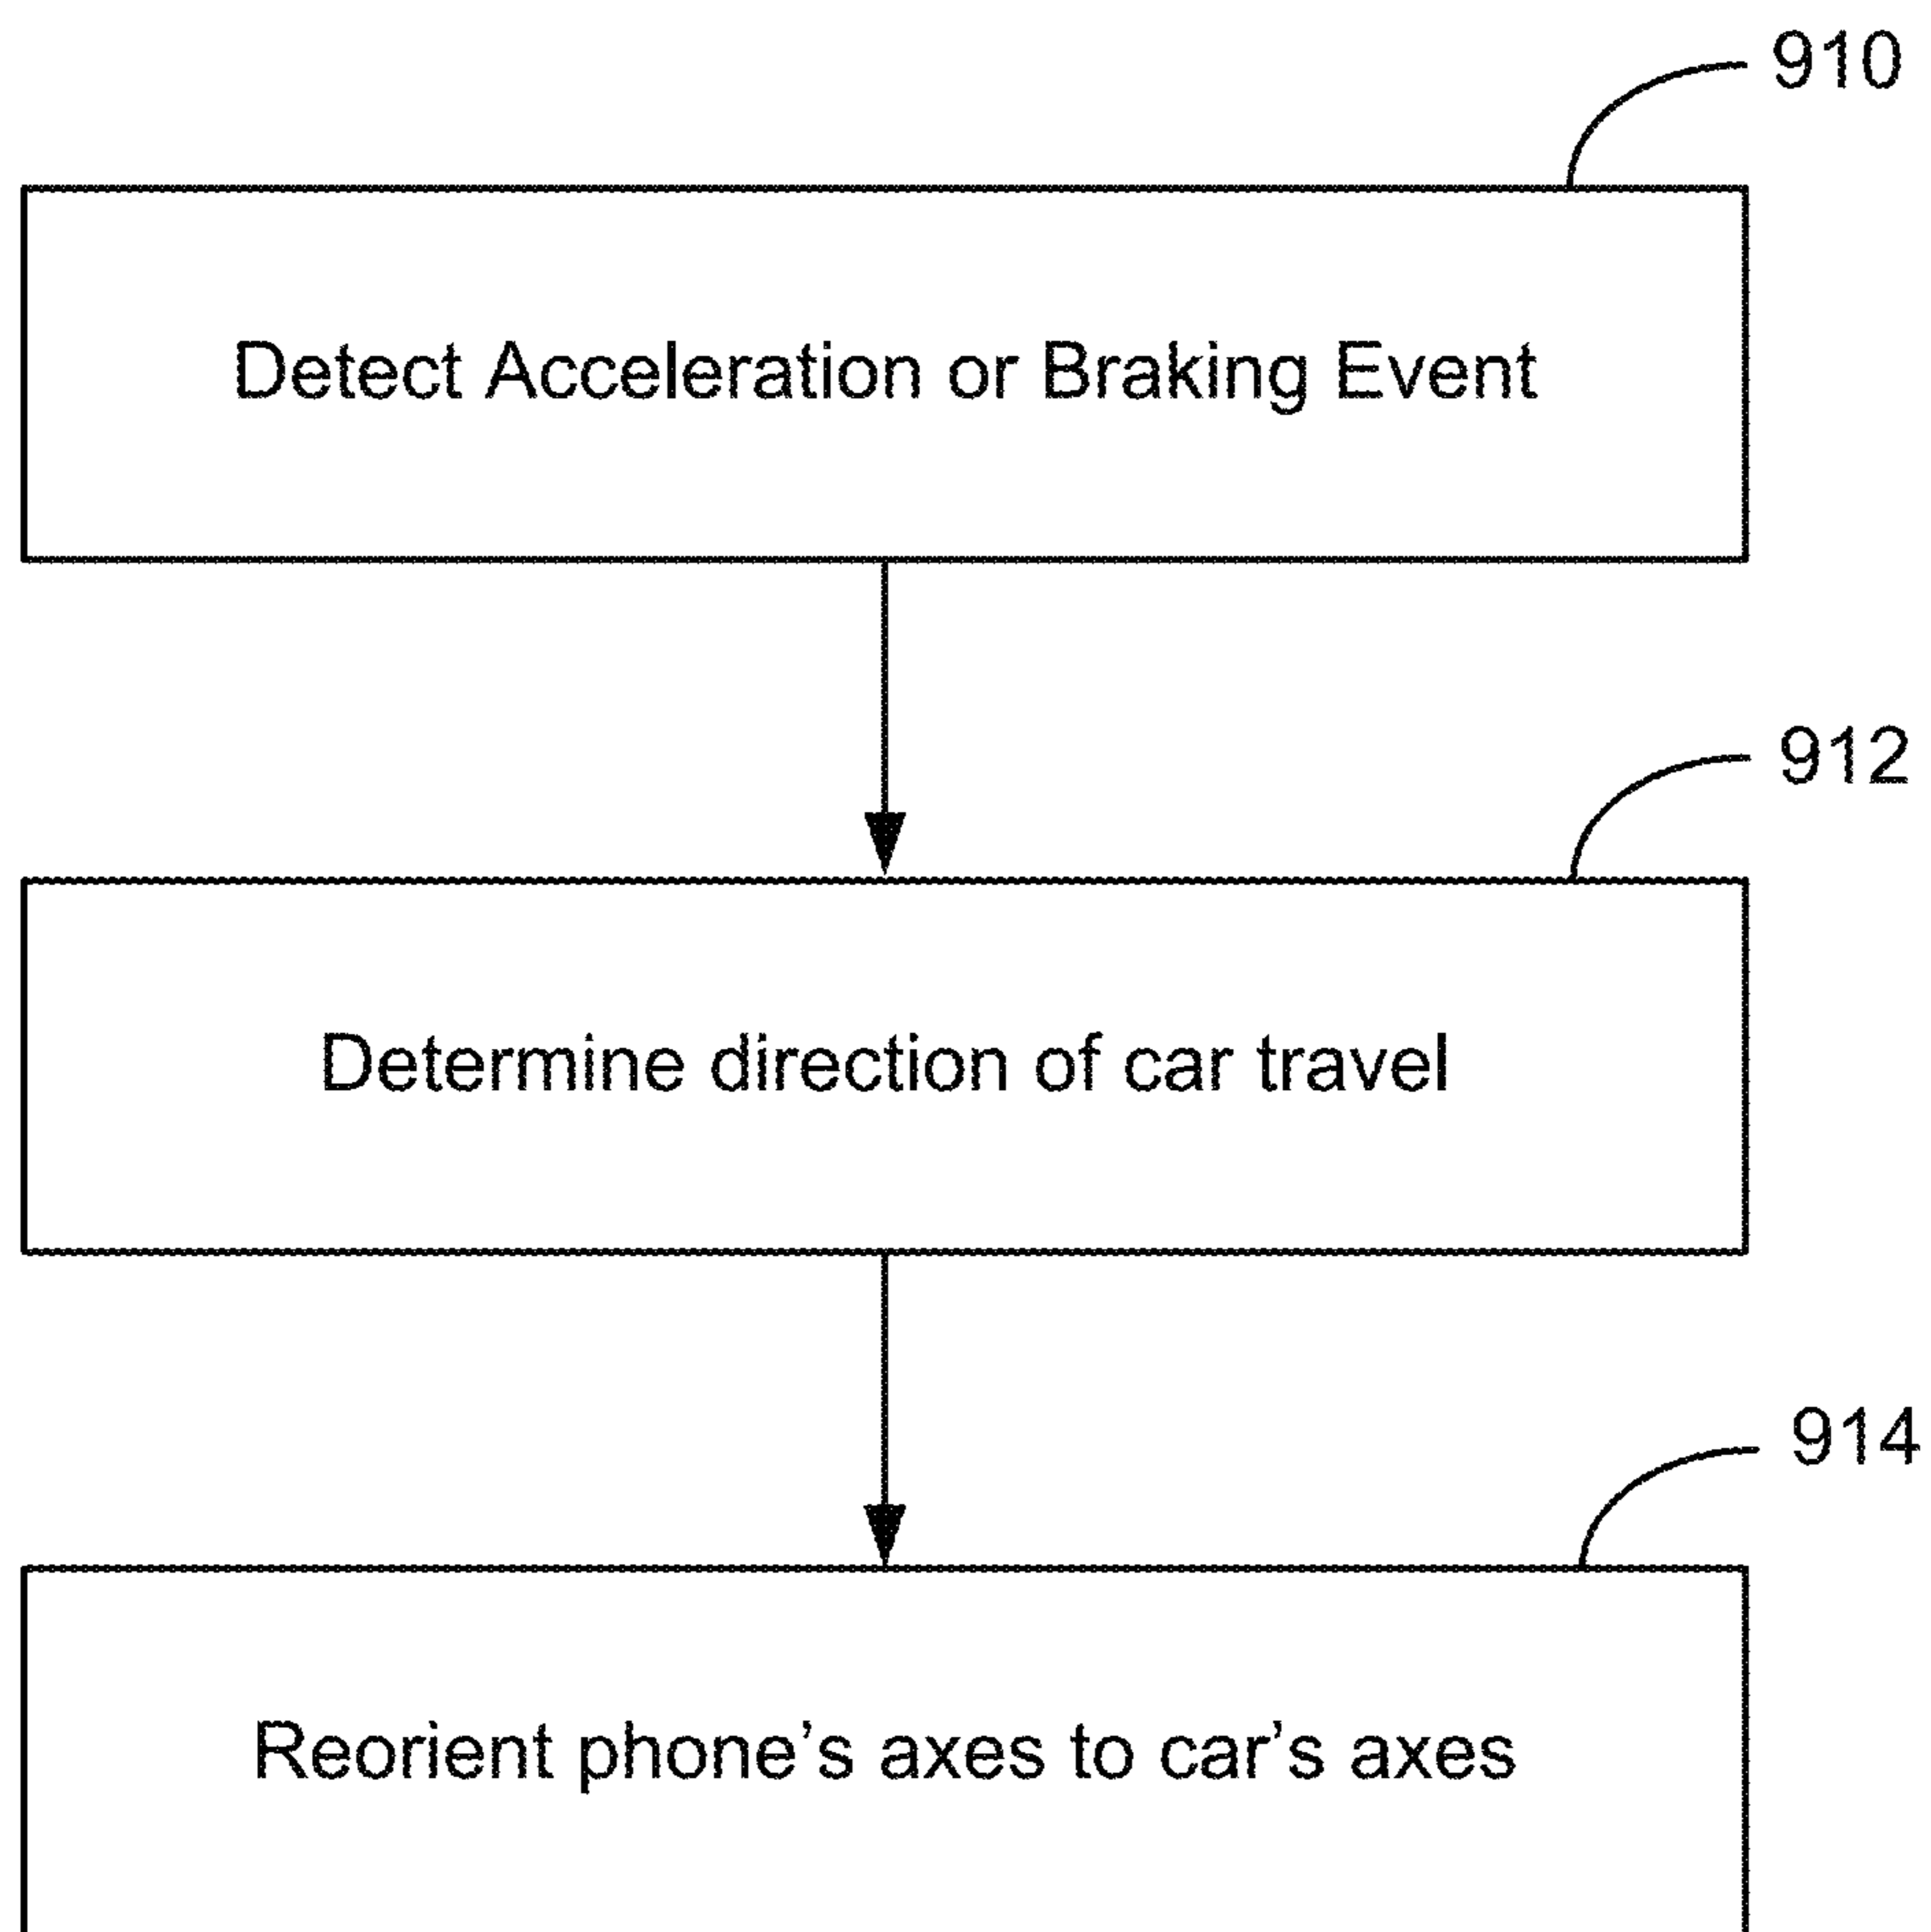 910
Detect Acceleration or Braking Event
912
Determine direction of car travel
914
Reorient phone’s axes to car’s axes